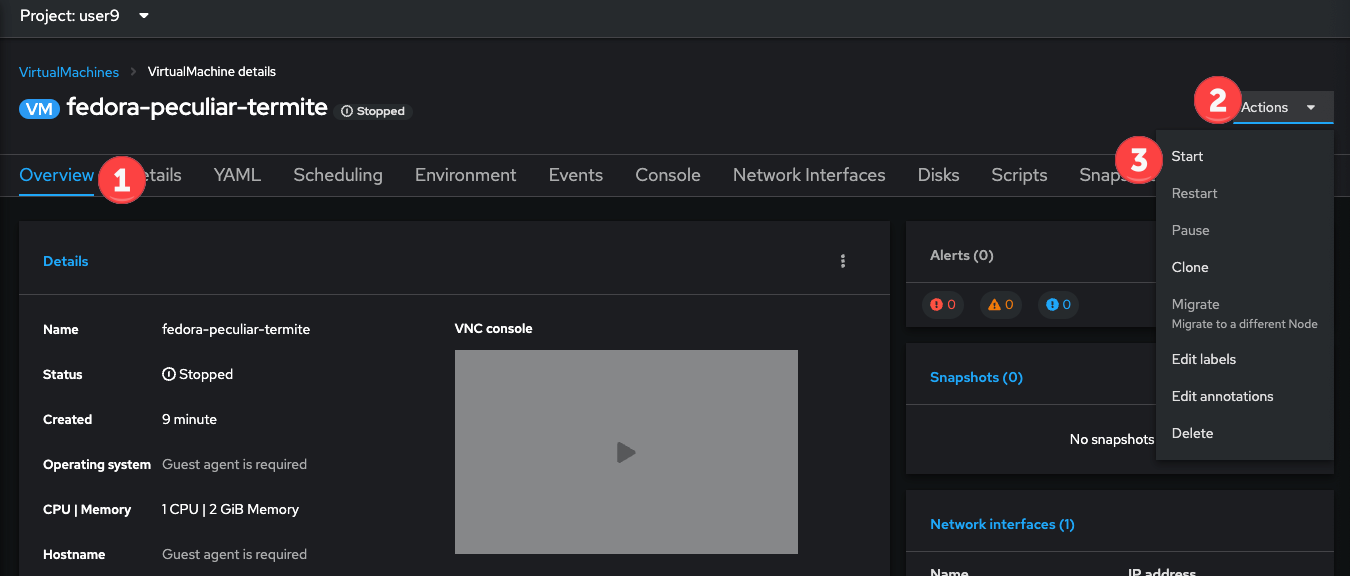 Project: user9
VirtualMachines VirtualMachine details
VM fedora-peculiar-termite Stopped
2 Actions
Overview 1 etails YAML Scheduling Environment Events Console Network Interfaces Disks Scripts Snap
3 Start
Restart
Pause
Clone
Migrate
Migrate to a different Node
Edit labels
Edit annotations
Delete
Details
Name fedora-peculiar-termite
Status Stopped
Created 9 minute
Operating system Guest agent is required
CPU | Memory 1 CPU | 2 GiB Memory
Hostname Guest agent is required
VNC console
Alerts (0)
0 0 0
Snapshots (0)
No snapshots
Network interfaces (1)
Name IP address